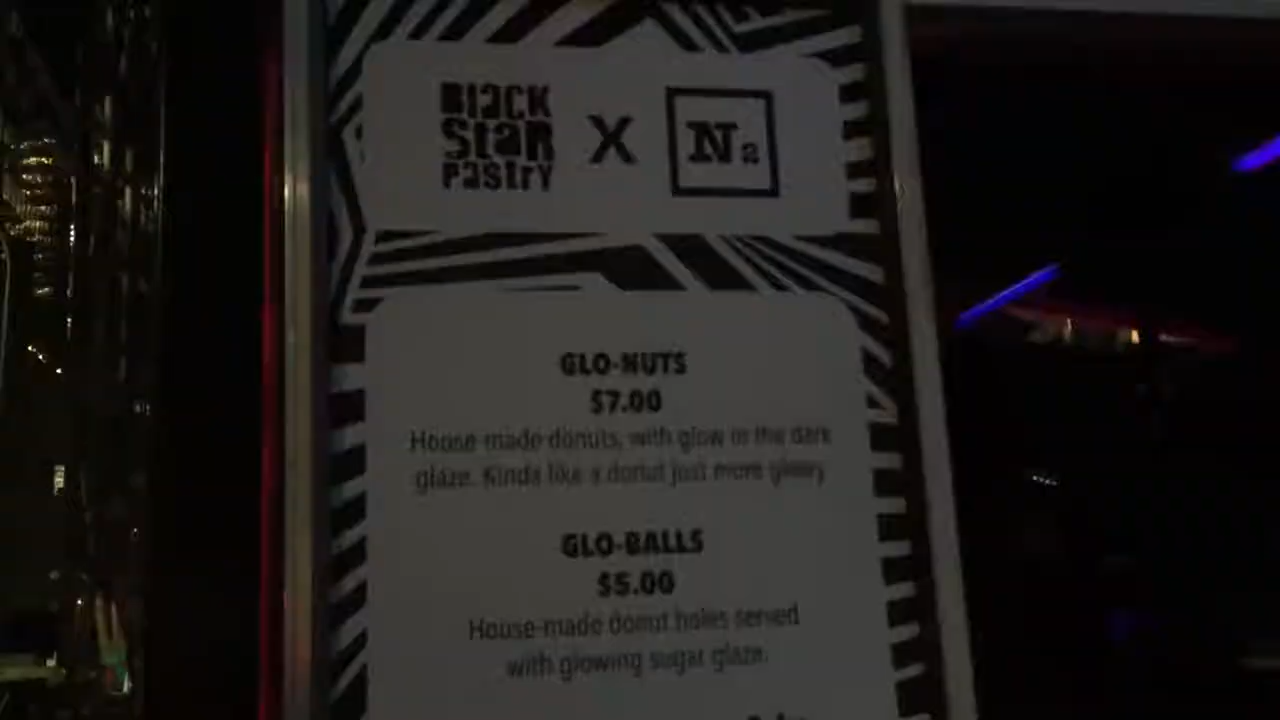 Black
Star
Pastry
X
N2
GLO-NUTS
$7.00
House-made donuts, with glow in the dark
glaze. Kinda like a donut just more glowy
GLO-BALLS
$5.00
House-made donut holes served
with glowing sugar glaze.